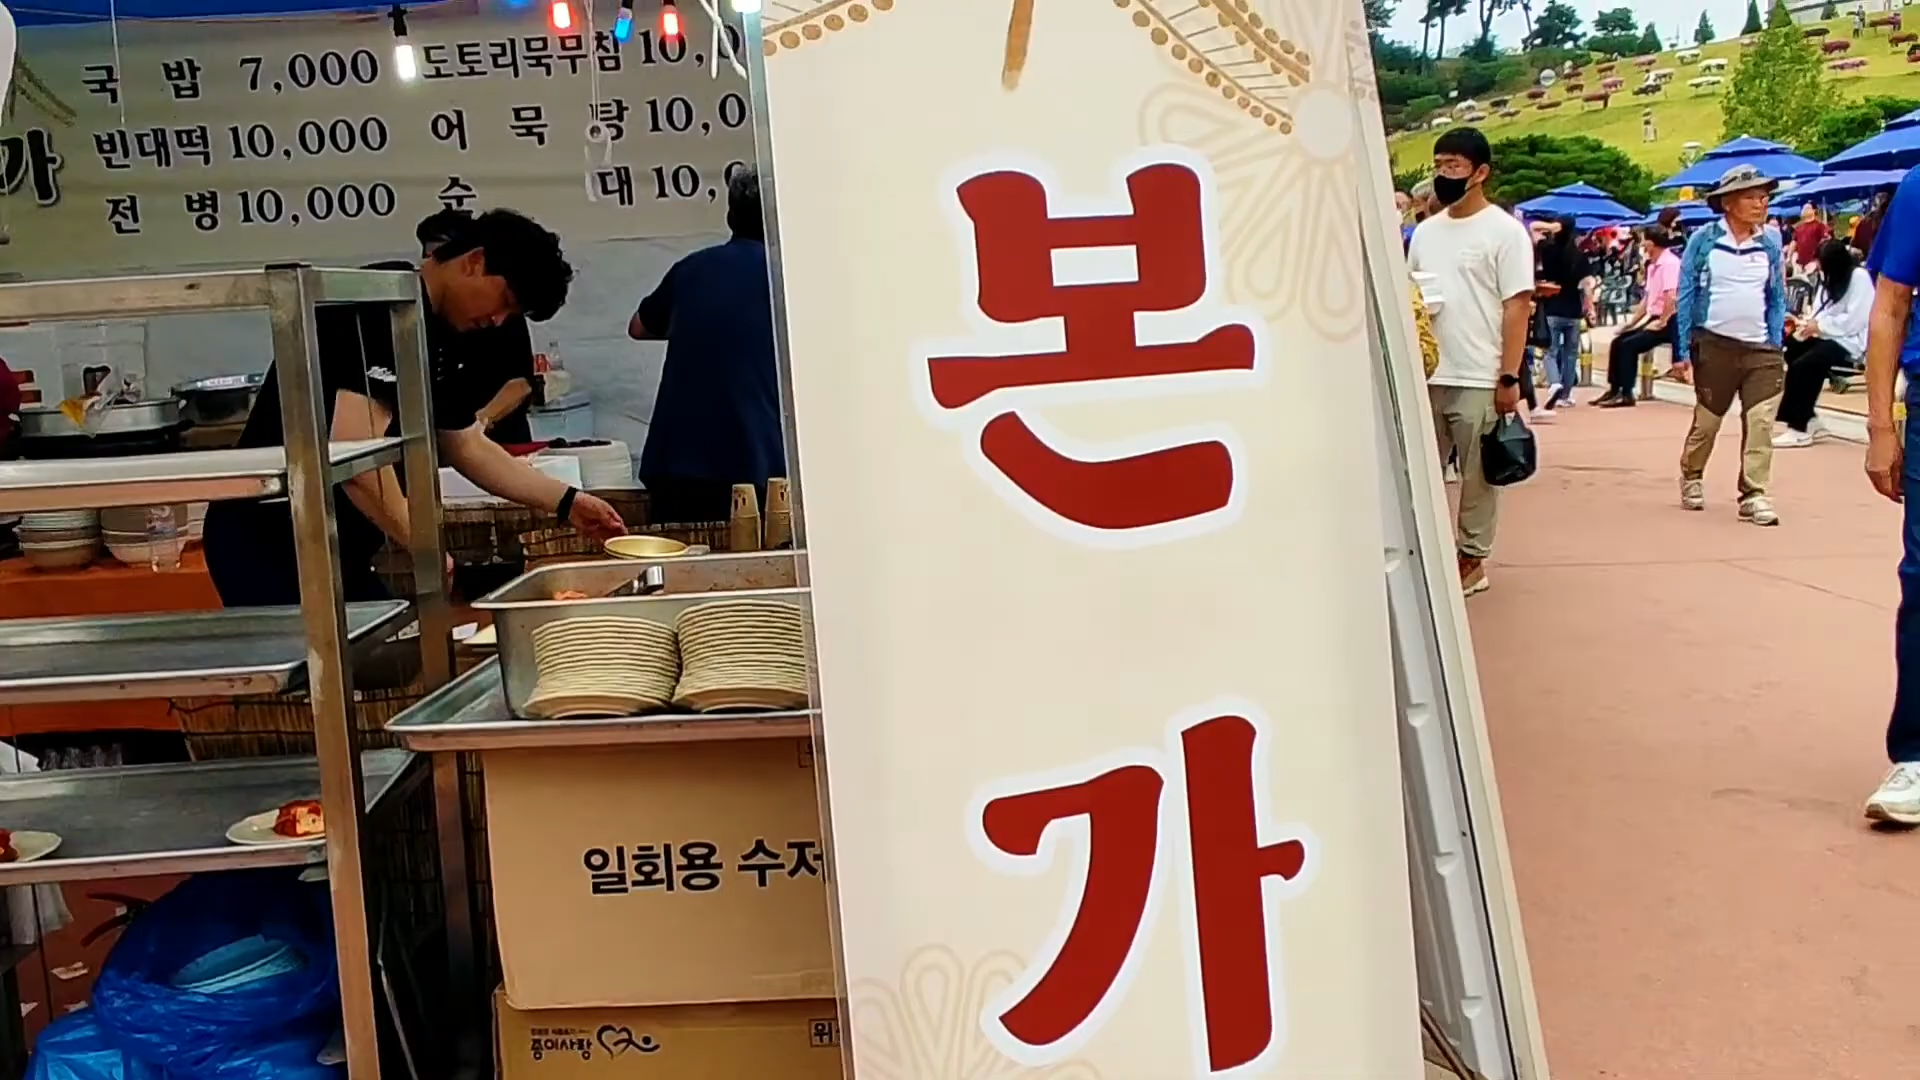 국 밥 7,000 도토리묵무침 10,0
빈대떡 10,000 어 묵 탕 10,0
전 병 10,000 순 대 10,0
가
본
가
일회용 수저
종이사랑
위